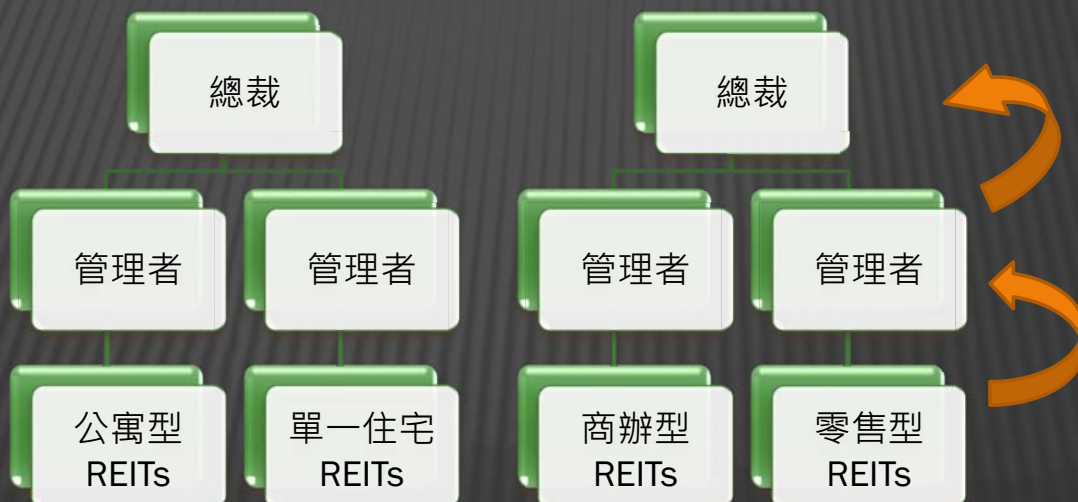 總裁
總裁
管理者
管理者
管理者
管理者
公寓型
REITs
單一住宅
REITs
商辦型
REITs
零售型
REITs